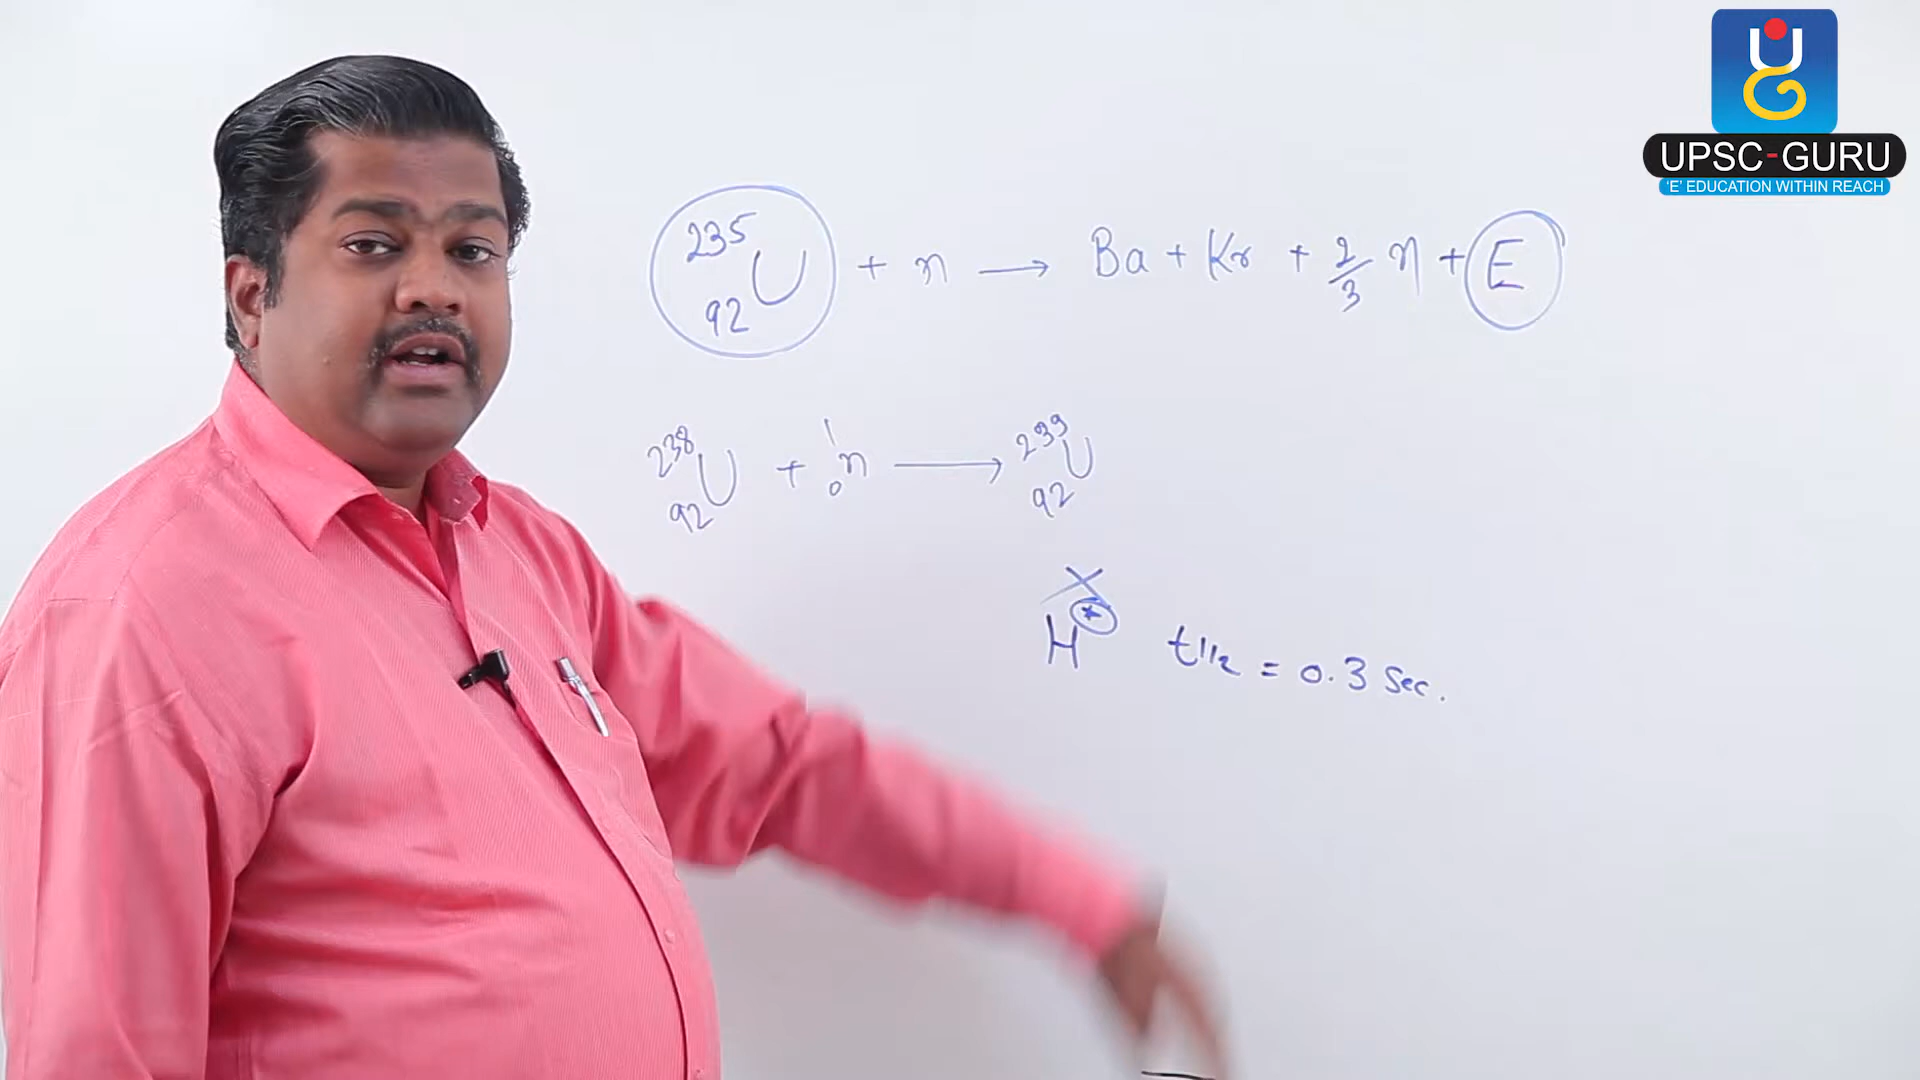 UPSC-GURU
'E' EDUCATION WITHIN REACH
235 92 U + n → Ba + Kr + 2/3 n + E
238 92 U + 1 0 n → 239 92 U
H* t1/2 = 0.3 Sec.